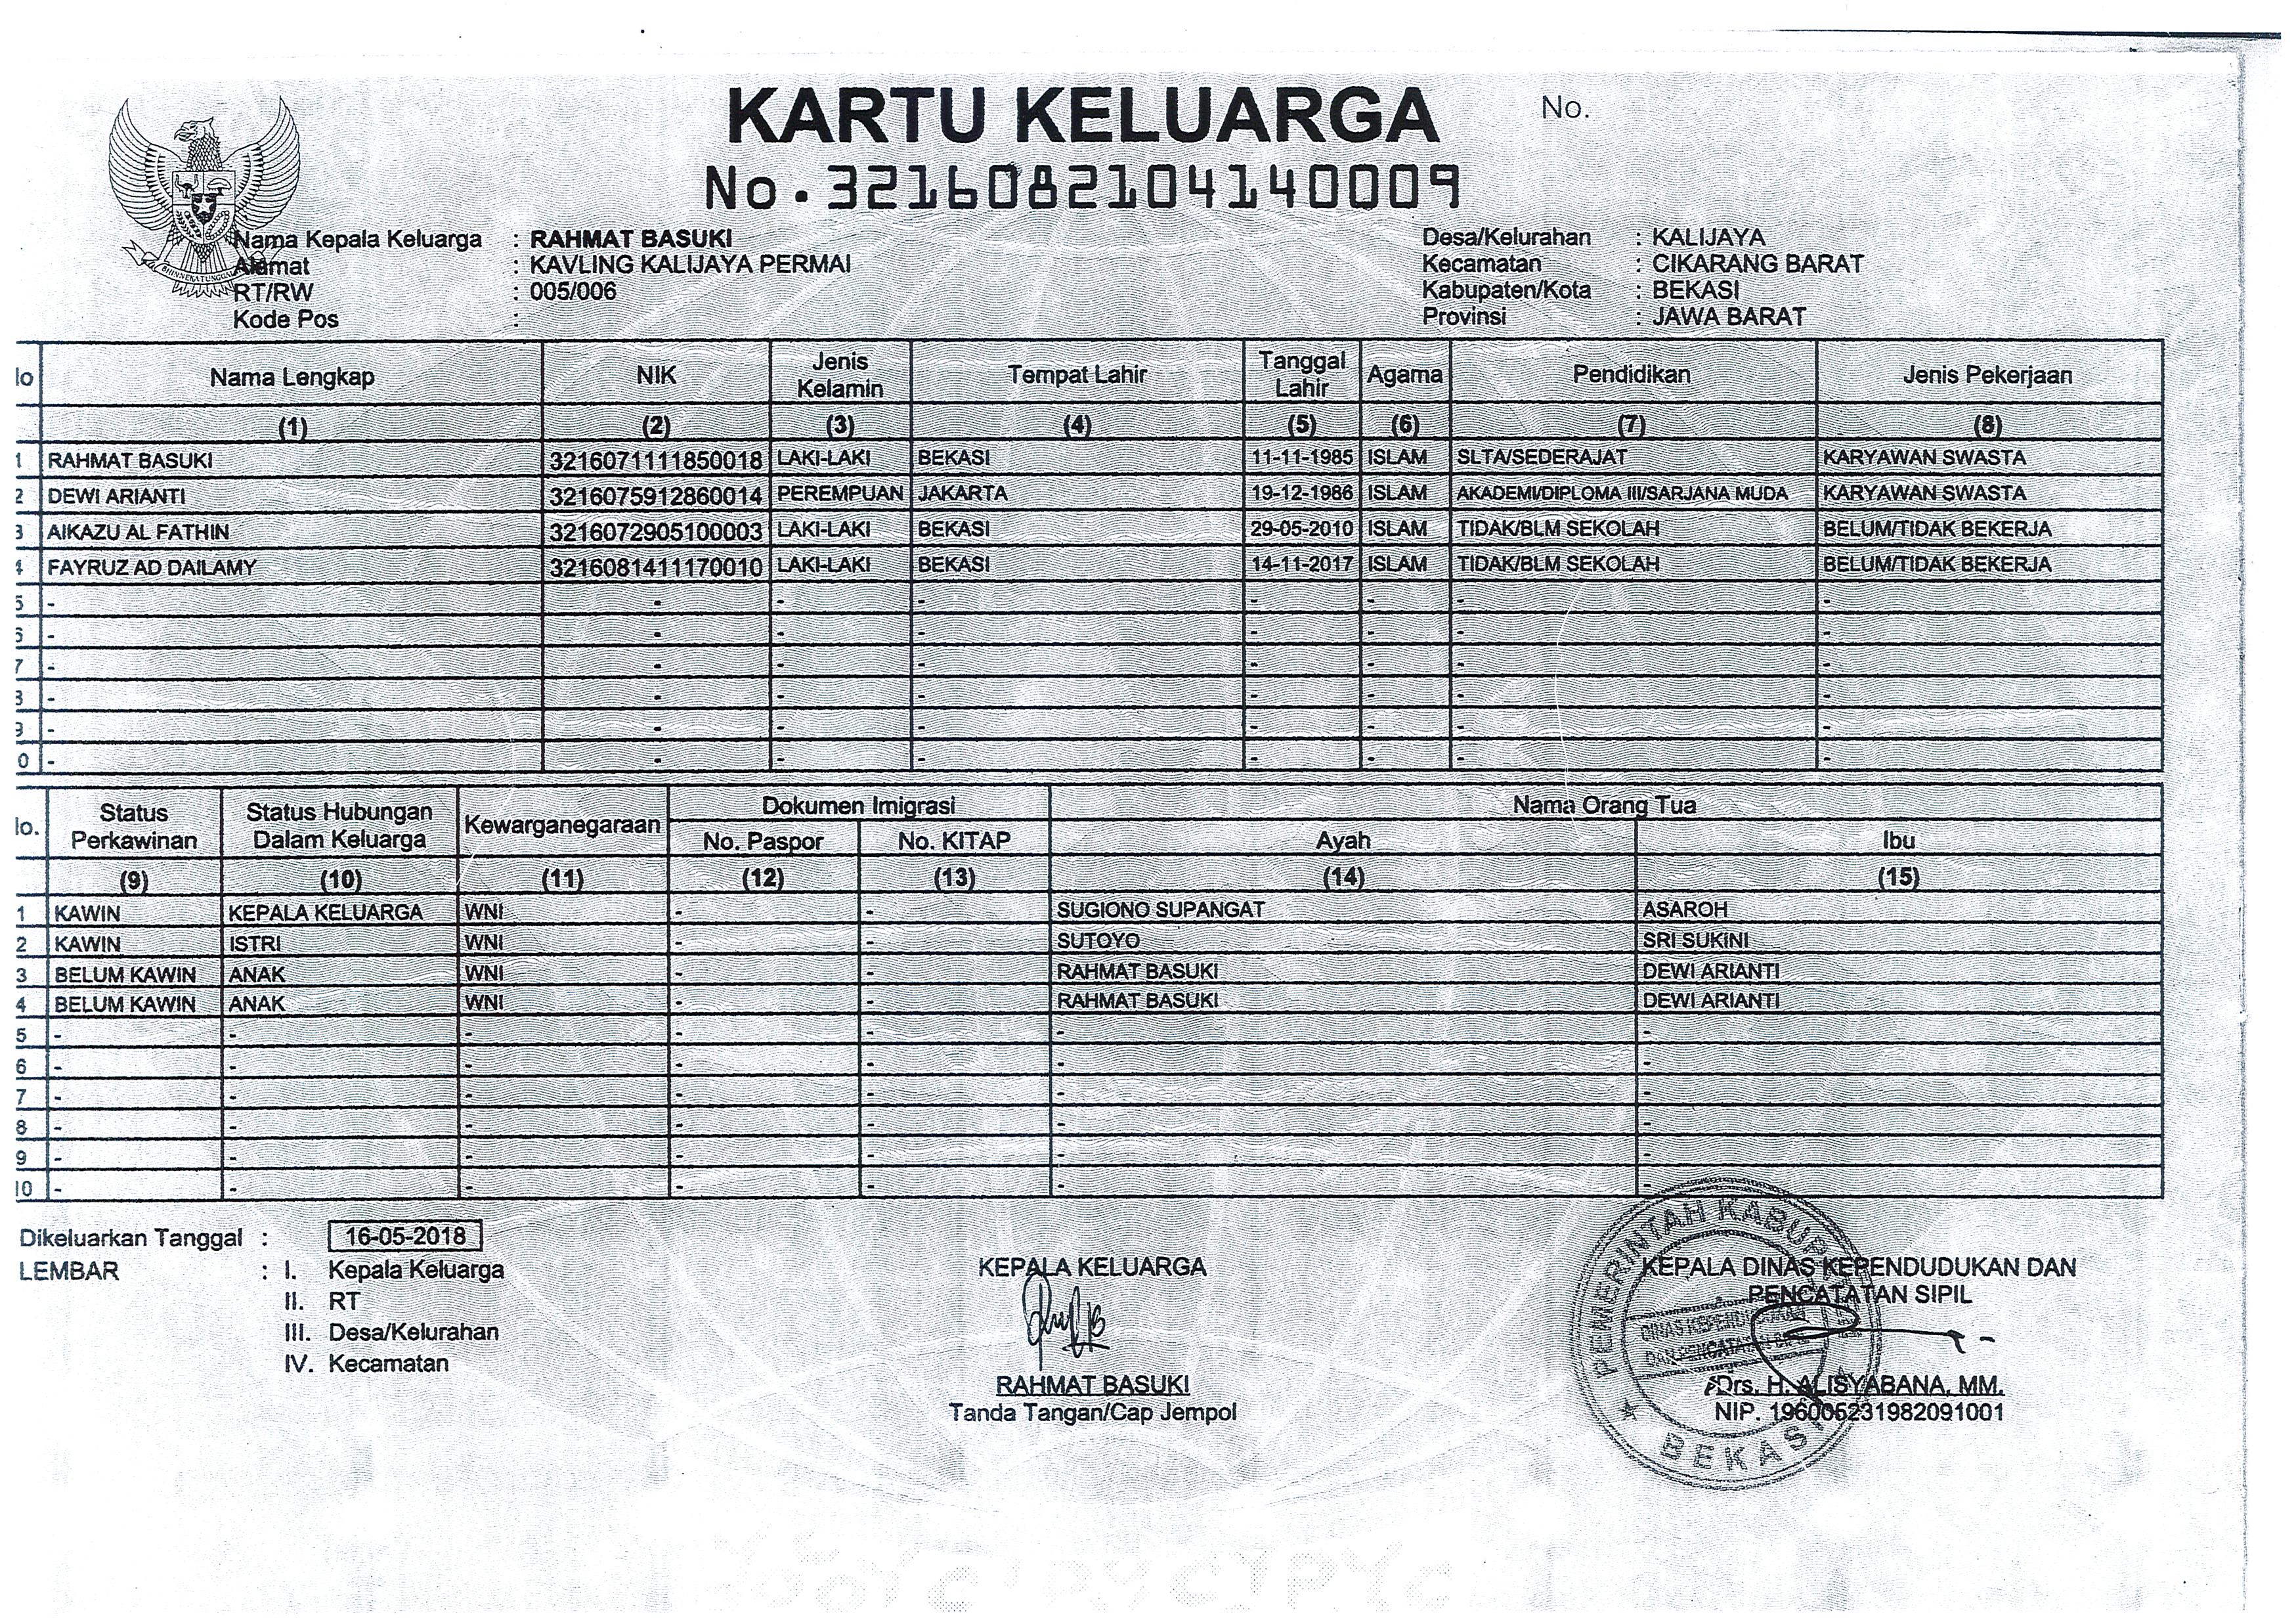 KARTU KELUARGA
No.
No. 3216082104140009
BHINNEKA TUNGGAL
Nama Kepala Keluarga : RAHMAT BASUKI
Alamat : KAVLING KALIJAYA PERMAI
RT/RW : 005/006
Kode Pos :
Desa/Kelurahan : KALIJAYA
Kecamatan : CIKARANG BARAT
Kabupaten/Kota : BEKASI
Provinsi : JAWA BARAT
lo Nama Lengkap NIK Jenis Kelamin Tempat Lahir Tanggal Lahir Agama Pendidikan Jenis Pekerjaan
(1) (2) (3) (4) (5) (6) (7) (8)
1 RAHMAT BASUKI 3216071111850018 LAKI-LAKI BEKASI 11-11-1985 ISLAM SLTA/SEDERAJAT KARYAWAN SWASTA
2 DEWI ARIANTI 3216075912860014 PEREMPUAN JAKARTA 19-12-1986 ISLAM AKADEMI/DIPLOMA III/SARJANA MUDA KARYAWAN SWASTA
3 AIKAZU AL FATHIN 3216072905100003 LAKI-LAKI BEKASI 29-05-2010 ISLAM TIDAK/BLM SEKOLAH BELUM/TIDAK BEKERJA
4 FAYRUZ AD DAILAMY 3216081411170010 LAKI-LAKI BEKASI 14-11-2017 ISLAM TIDAK/BLM SEKOLAH BELUM/TIDAK BEKERJA
5 - - - - - - - -
6 - - - - - - - -
7 - - - - - - - -
8 - - - - - - - -
9 - - - - - - - -
0 - - - - - - - -
lo. Status Perkawinan Status Hubungan Dalam Keluarga Kewarganegaraan Dokumen Imigrasi Nama Orang Tua
No. Paspor No. KITAP Ayah Ibu
(9) (10) (11) (12) (13) (14) (15)
1 KAWIN KEPALA KELUARGA WNI - - SUGIONO SUPANGAT ASAROH
2 KAWIN ISTRI WNI - - SUTOYO SRI SUKINI
3 BELUM KAWIN ANAK WNI - - RAHMAT BASUKI DEWI ARIANTI
4 BELUM KAWIN ANAK WNI - - RAHMAT BASUKI DEWI ARIANTI
5 - - - - - - -
6 - - - - - - -
7 - - - - - - -
8 - - - - - - -
9 - - - - - - -
10 - - - - - - -
Dikeluarkan Tanggal : 16-05-2018
LEMBAR : I. Kepala Keluarga
II. RT
III. Desa/Kelurahan
IV. Kecamatan
KEPALA KELUARGA
RAHMAT BASUKI
Tanda Tangan/Cap Jempol
KEPALA DINAS KEPENDUDUKAN DAN
PENCATATAN SIPIL
Drs. H. ALISYABANA, MM.
NIP. 196005231982091001
PEMERINTAH KABUPATEN
DINAS KEPENDUDUKAN
DAN PENCATATAN SIPIL
BEKASI